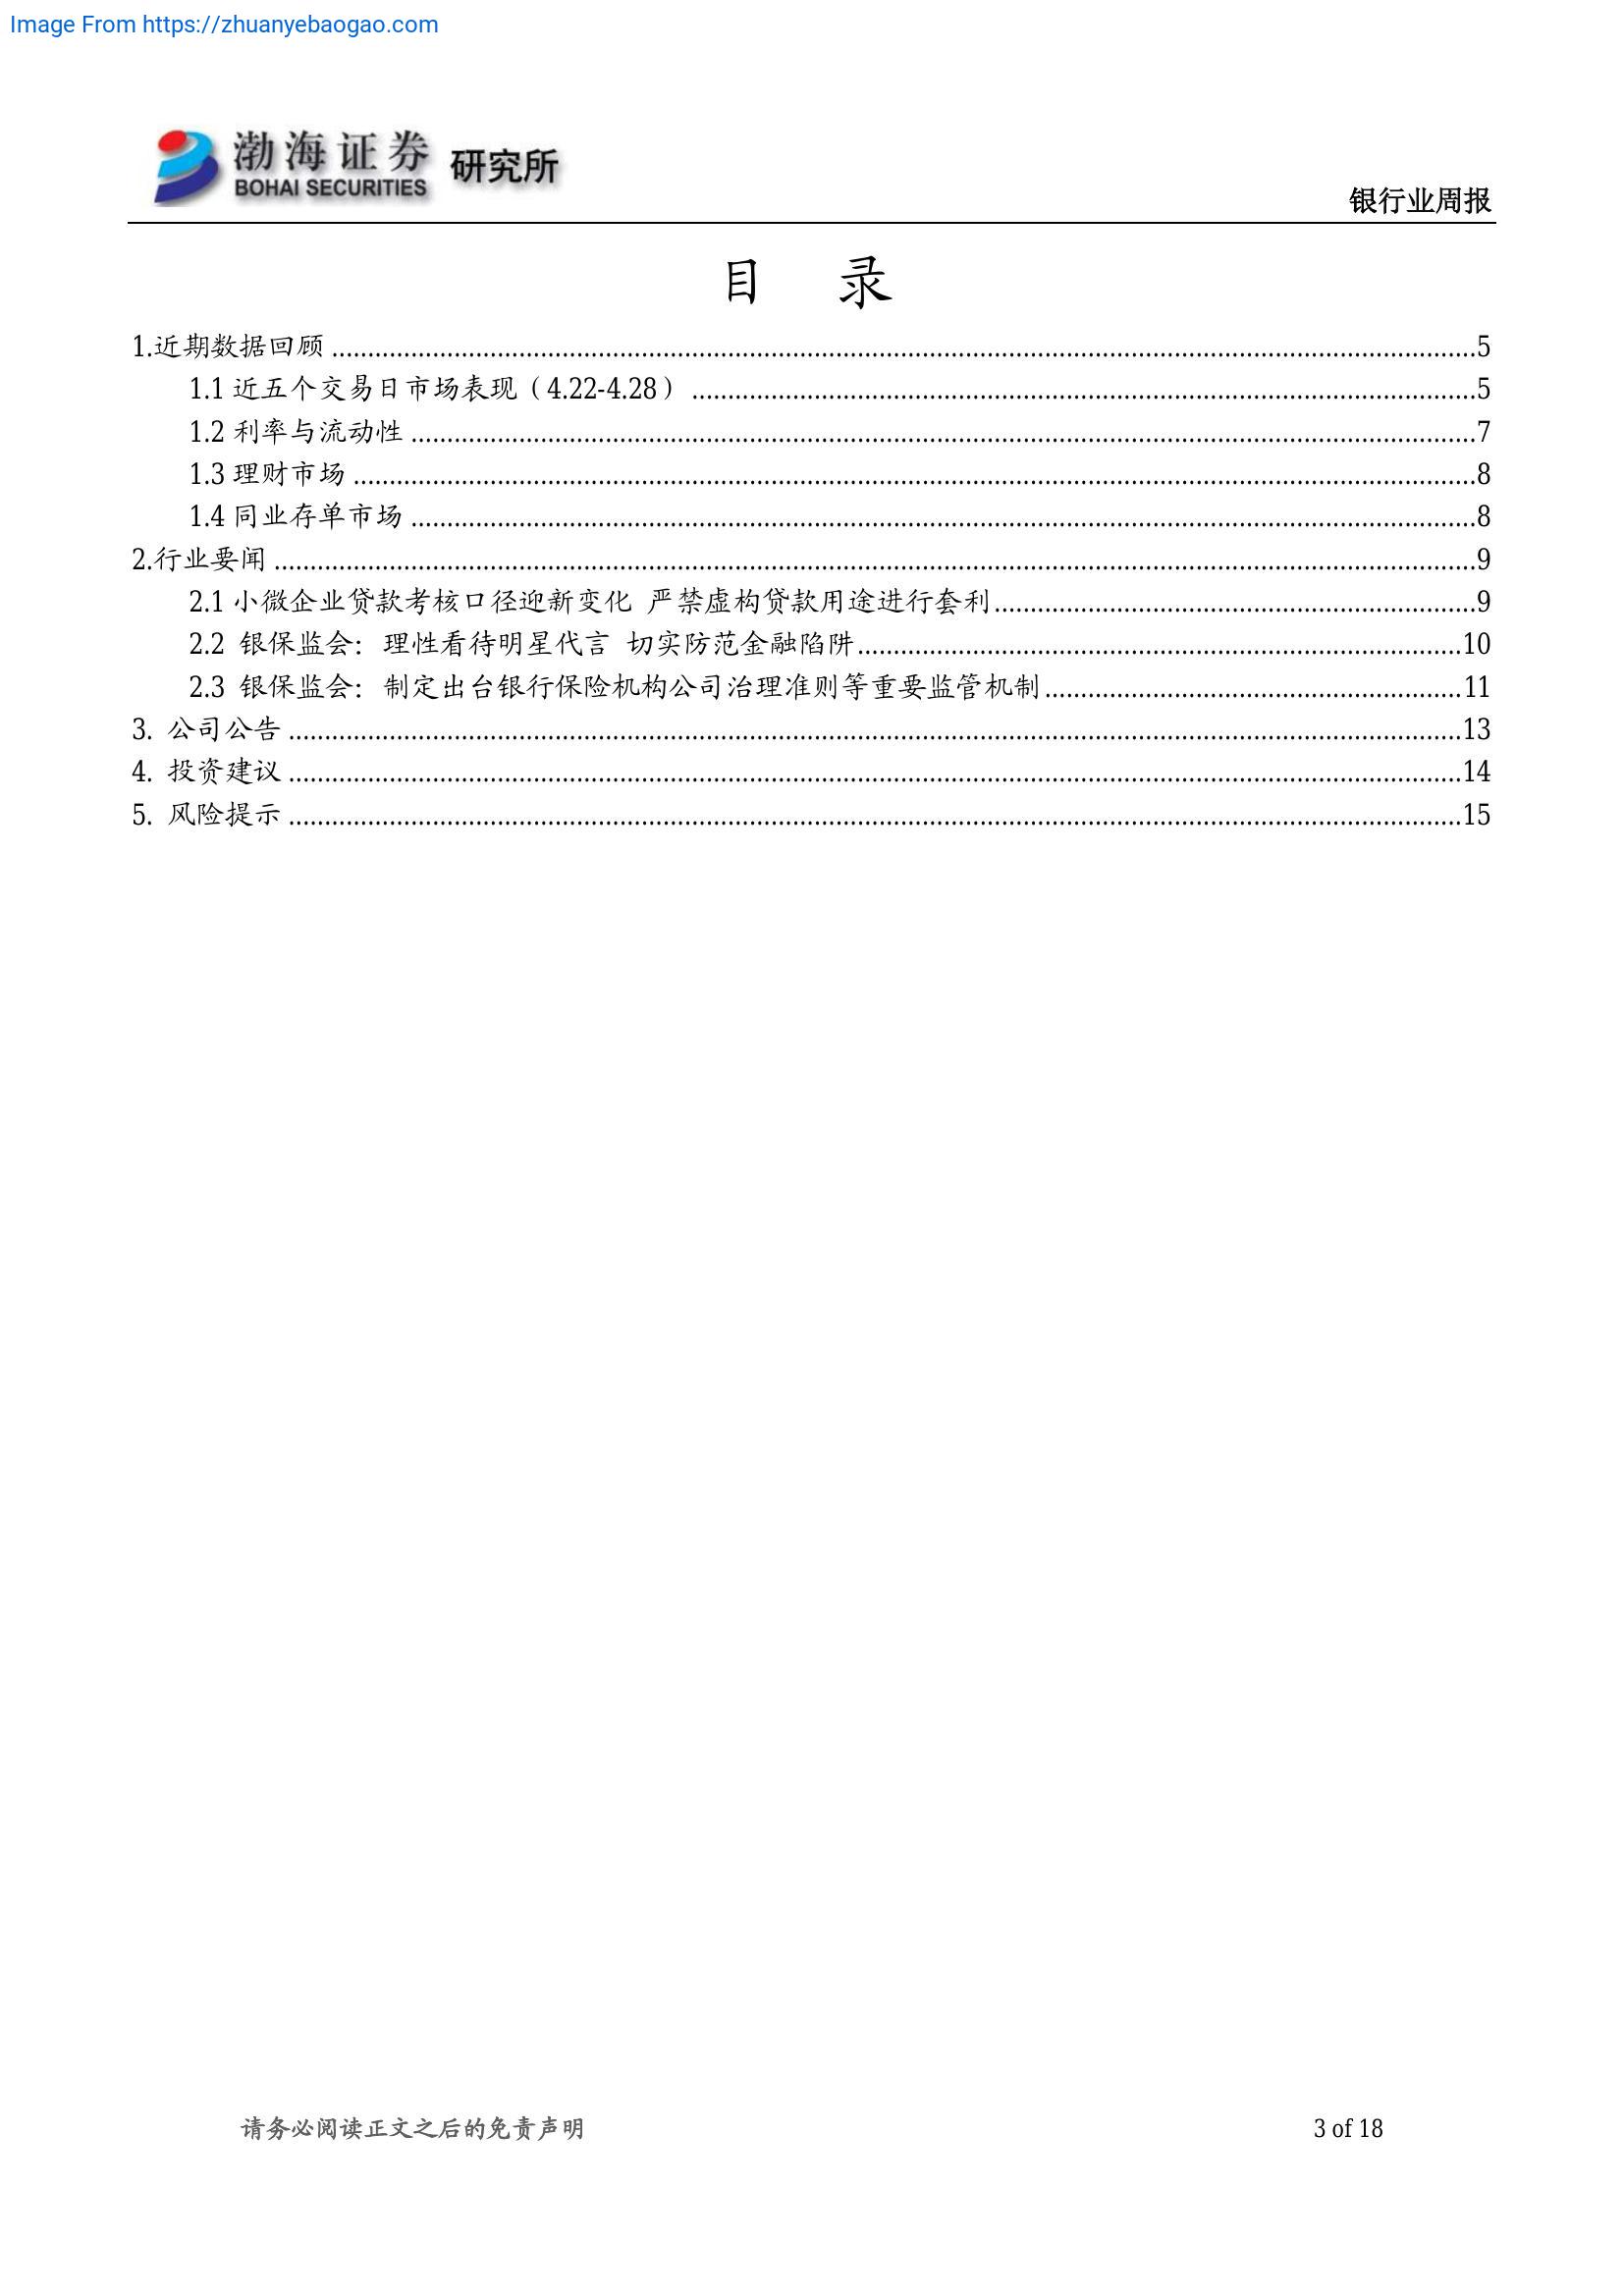 Image From https://zhuanyebaogao.com
渤海证券 研究所
BOHAI SECURITIES
银行业周报
目 录
1.近期数据回顾 ........ 5
1.1 近五个交易日市场表现（4.22-4.28） ........ 5
1.2 利率与流动性 ........ 7
1.3 理财市场 ........ 8
1.4 同业存单市场 ........ 8
2.行业要闻 ........ 9
2.1 小微企业贷款考核口径迎新变化 严禁虚构贷款用途进行套利 ........ 9
2.2 银保监会：理性看待明星代言 切实防范金融陷阱 ........ 10
2.3 银保监会：制定出台银行保险机构公司治理准则等重要监管机制 ........ 11
3. 公司公告 ........ 13
4. 投资建议 ........ 14
5. 风险提示 ........ 15
请务必阅读正文之后的免责声明 3 of 18